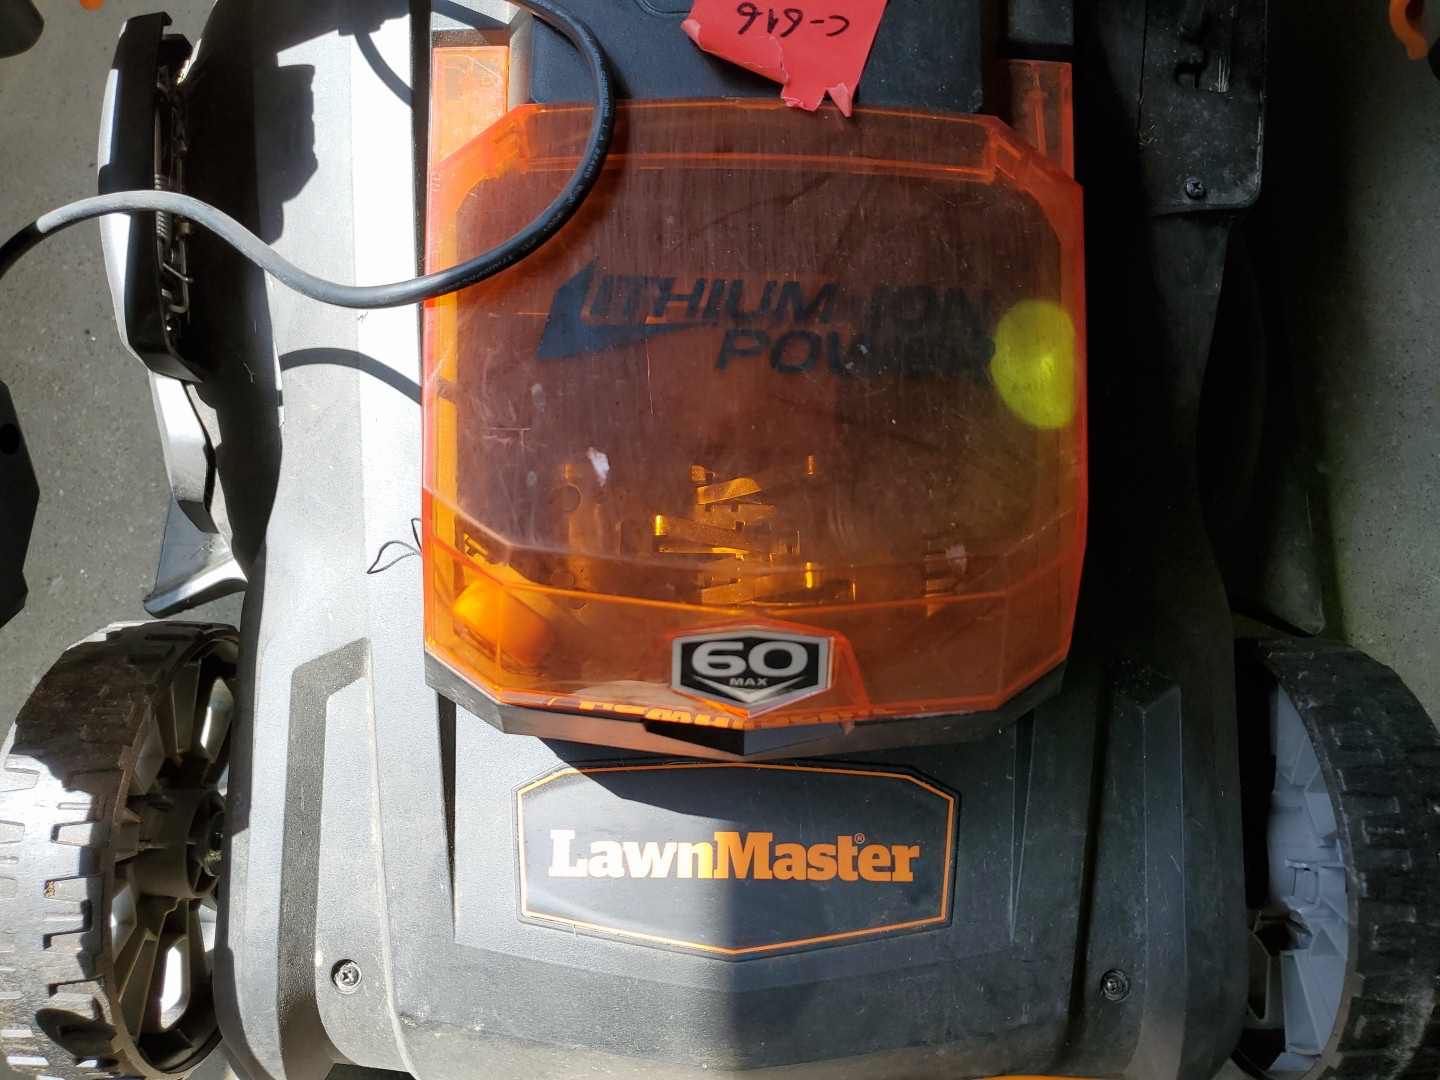 C-616
LITHIUM ION
POWER
60
MAX
LawnMaster®